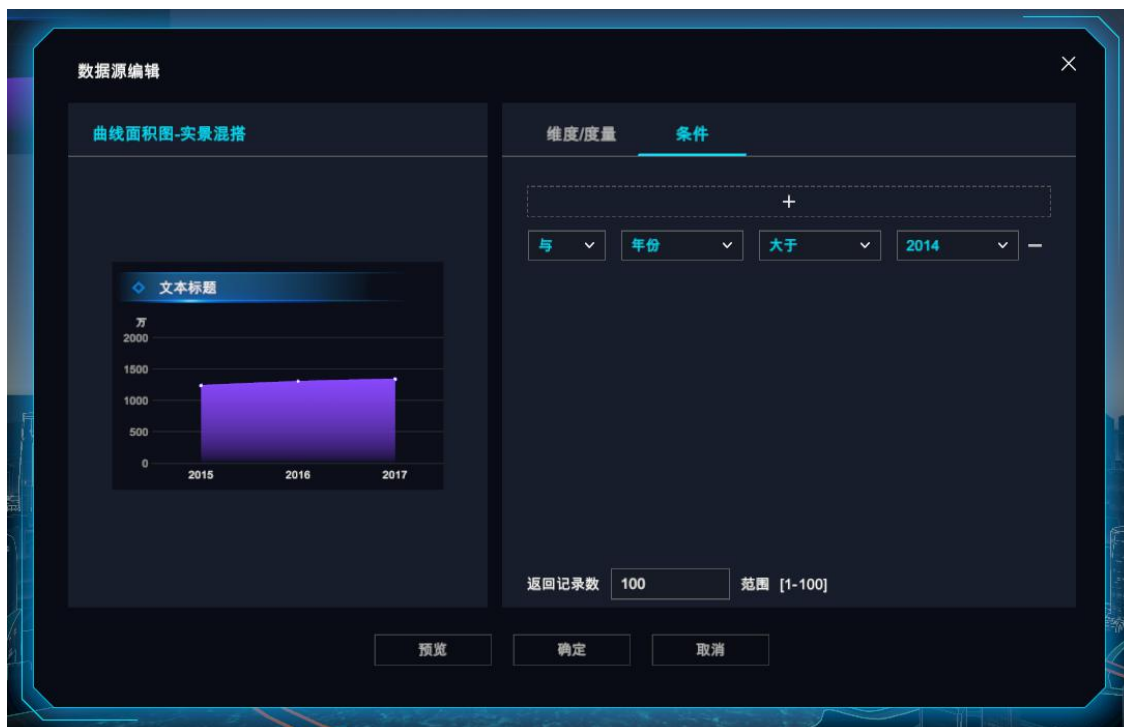 数据源编辑
曲线面积图-实景混搭
文本标题
万
2000
1500
1000
500
0
2015 2016 2017
维度/度量 条件
+
与 年份 大于 2014
返回记录数 100 范围 [1-100]
预览 确定 取消